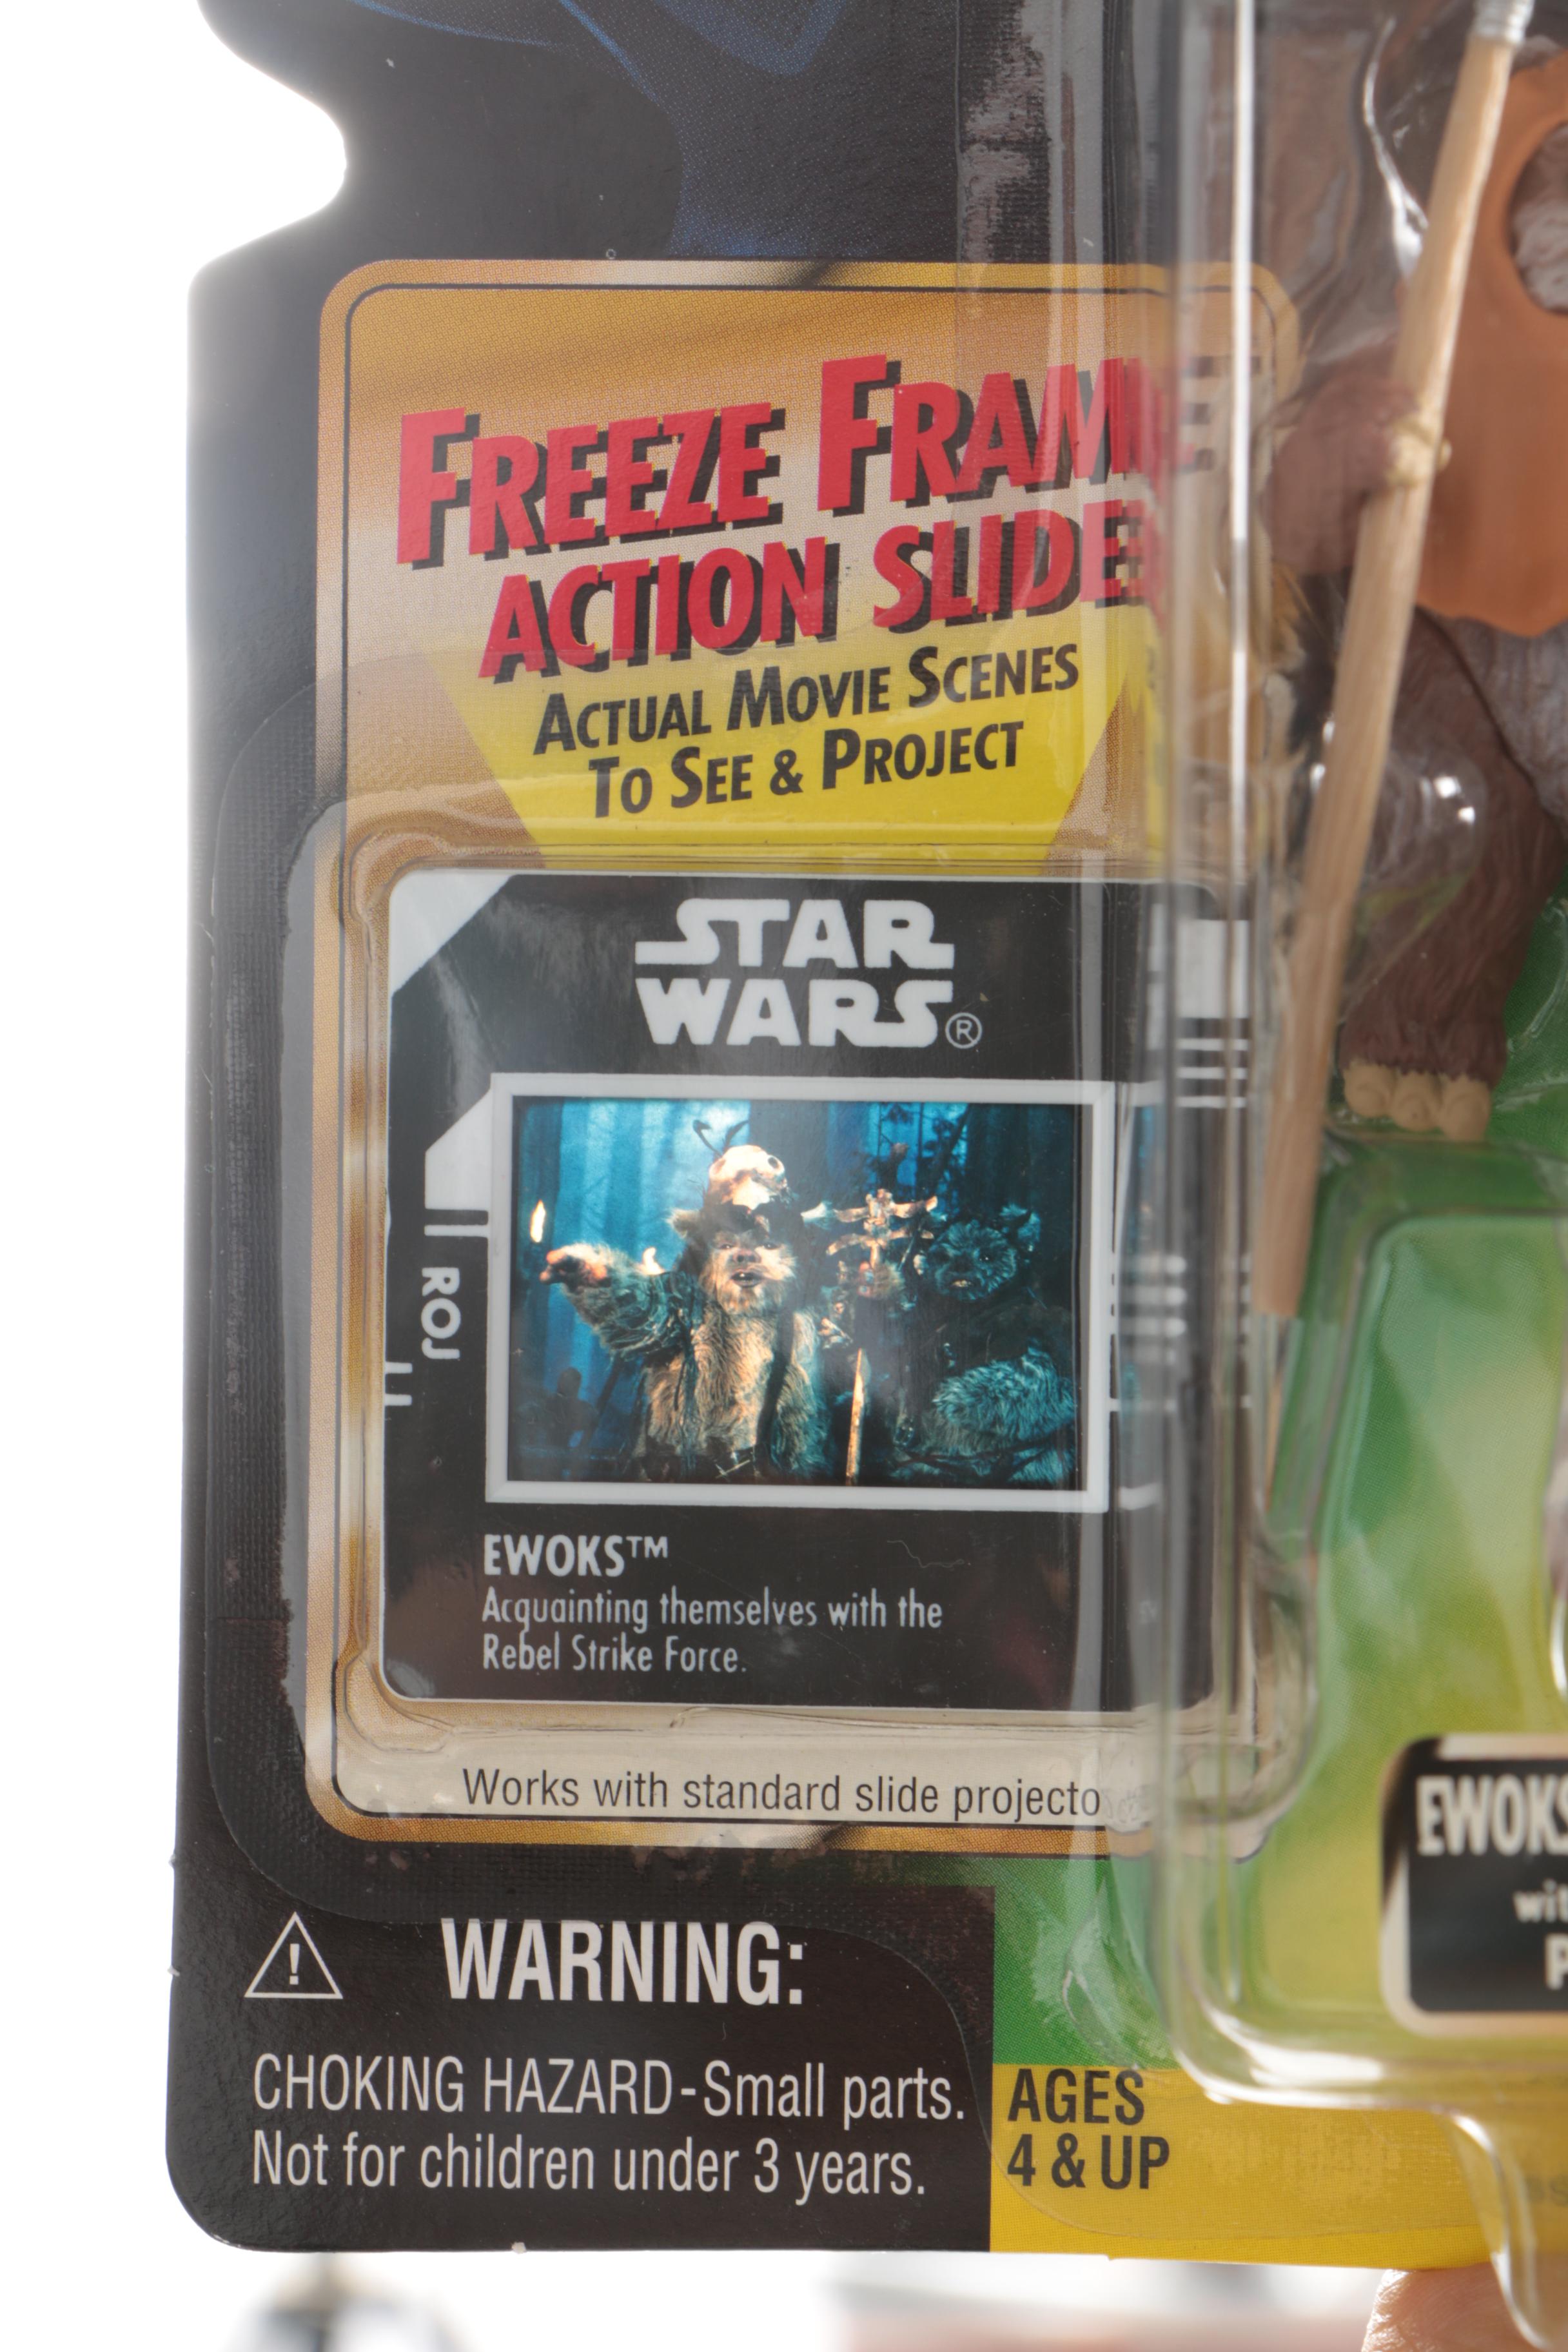 FREEZE FRAME
ACTION SLIDE
ACTUAL MOVIE SCENES
TO SEE & PROJECT
STAR
WARS®
ROJ
EWOKS™
Acquainting themselves with the
Rebel Strike Force.
Works with standard slide projecto
EWOKS
wit
P
WARNING:
CHOKING HAZARD-Small parts.
Not for children under 3 years.
AGES
4 & UP